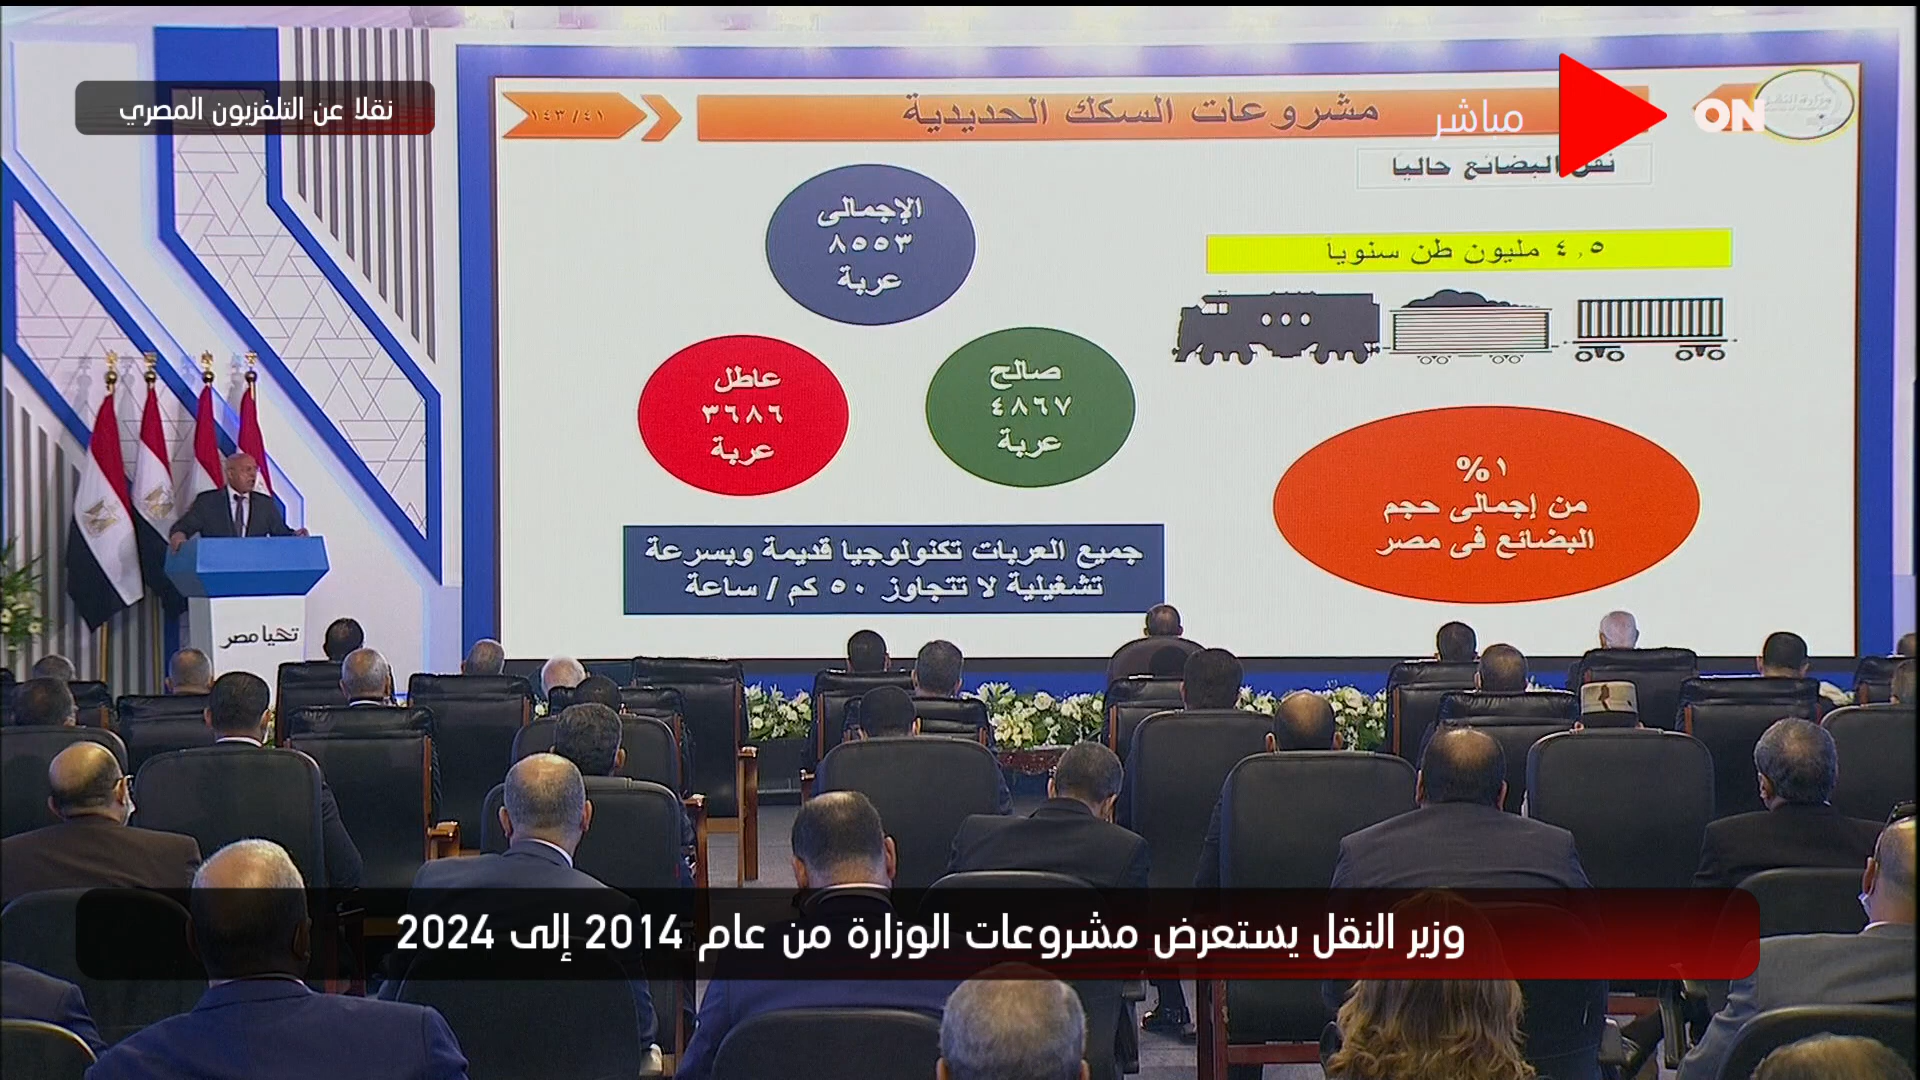 نقلا عن التلفزيون المصري
مباشر
ON
مشروعات السكك الحديدية
١٤٣/٤١
نقل البضائع حاليا
٤,٥ مليون طن سنوياً
١%
من إجمالى حجم
البضائع فى مصر
الإجمالى
٨٥٥٣
عربة
صالح
٤٨٦٧
عربة
عاطل
٣٦٨٦
عربة
جميع العربات تكنولوجيا قديمة وبسرعة
تشغيلية لا تتجاوز ٥٠ كم / ساعة
تحيا مصر
وزير النقل يستعرض مشروعات الوزارة من عام 2014 إلى 2024